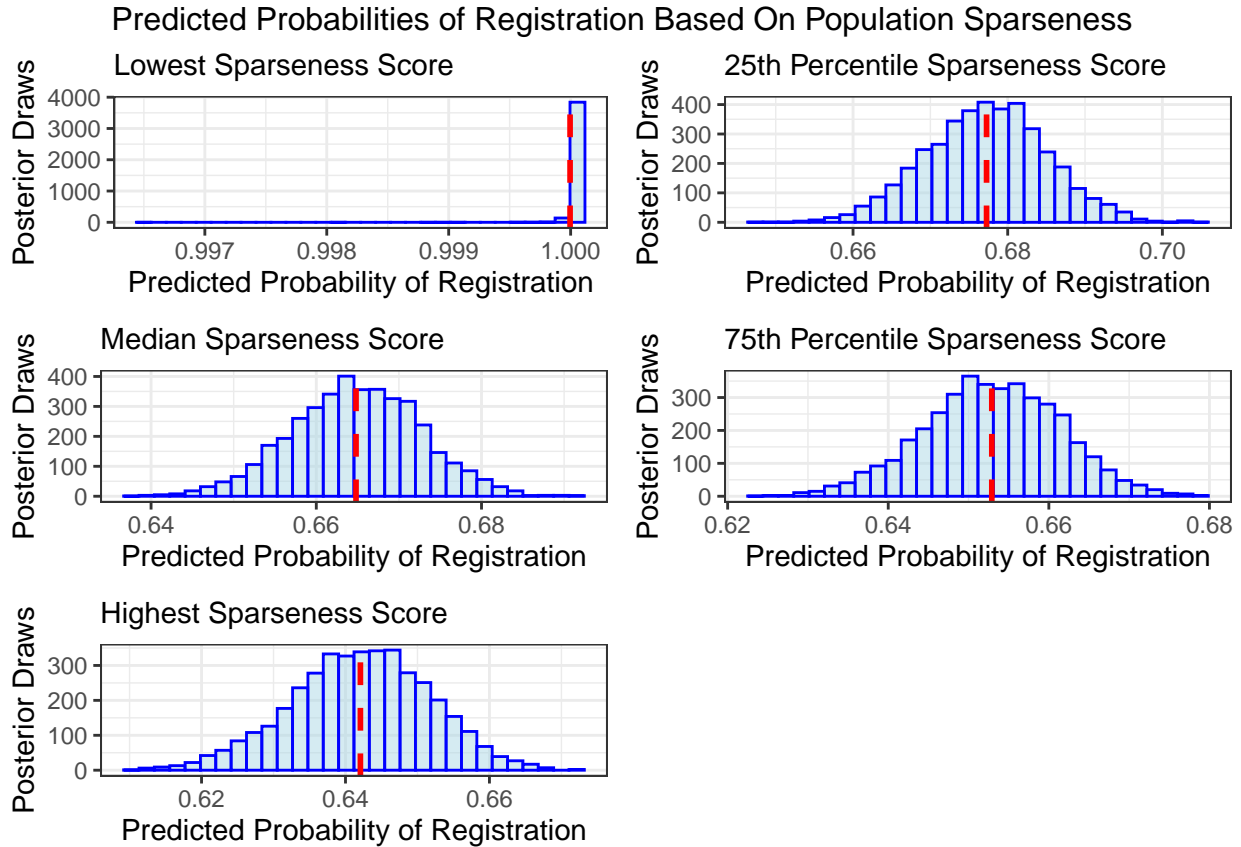 Predicted Probabilities of Registration Based On Population Sparseness
Lowest Sparseness Score
Posterior Draws
4000
3000
2000
1000
0
0.997 0.998 0.999 1.000
Predicted Probability of Registration
25th Percentile Sparseness Score
Posterior Draws
400
300
200
100
0
0.66 0.68 0.70
Predicted Probability of Registration
Median Sparseness Score
Posterior Draws
400
300
200
100
0
0.64 0.66 0.68
Predicted Probability of Registration
75th Percentile Sparseness Score
Posterior Draws
300
200
100
0
0.62 0.64 0.66 0.68
Predicted Probability of Registration
Highest Sparseness Score
Posterior Draws
300
200
100
0
0.62 0.64 0.66
Predicted Probability of Registration